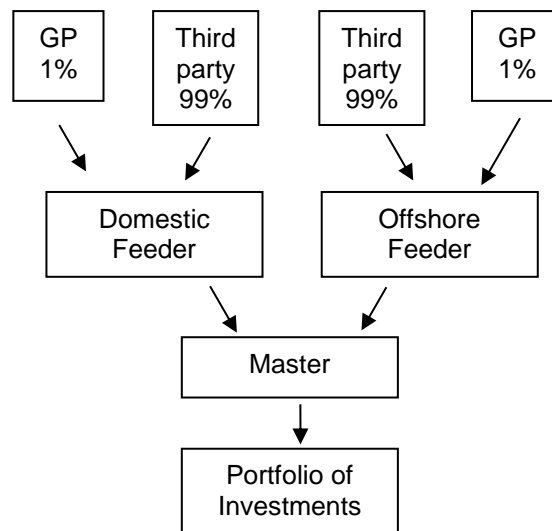 GP
1%
Third
party
99%
Third
party
99%
GP
1%
Domestic
Feeder
Offshore
Feeder
Master
Portfolio of
Investments